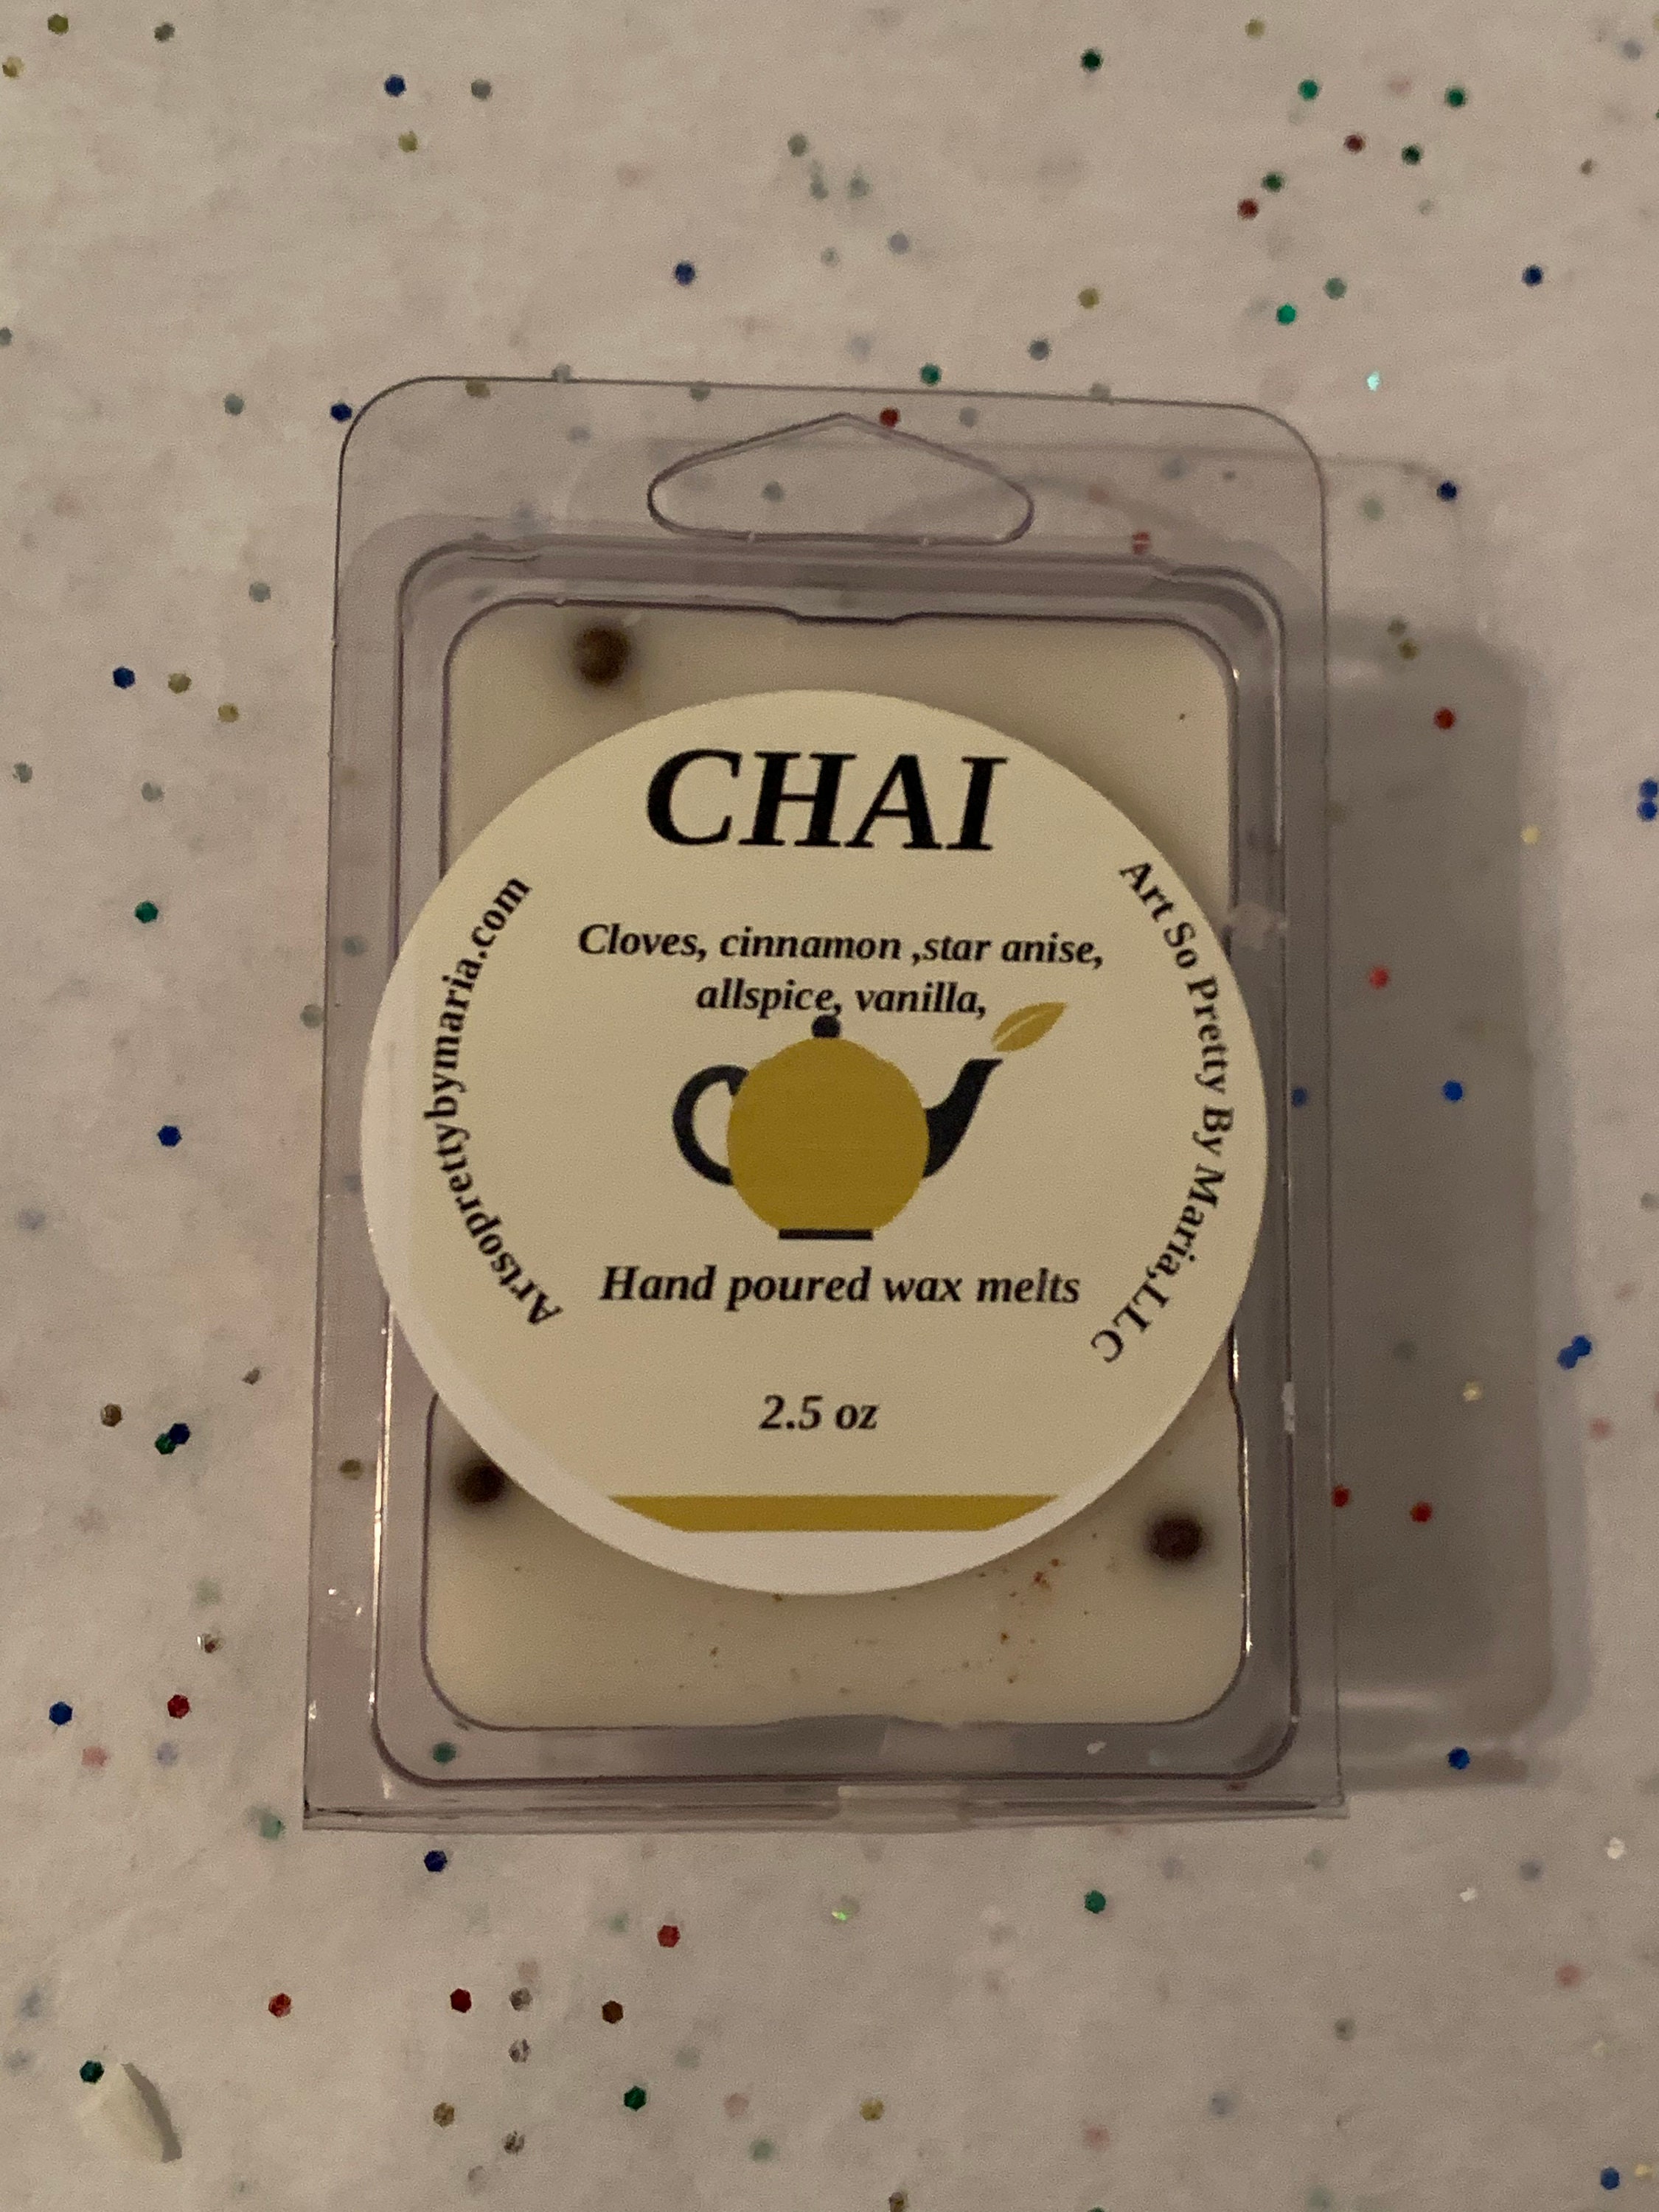 CHAI
Cloves, cinnamon ,star anise,
allspice, vanilla,
Artsoprettybymaria.com
Art So Pretty By Maria,LLC
Hand poured wax melts
2.5 oz